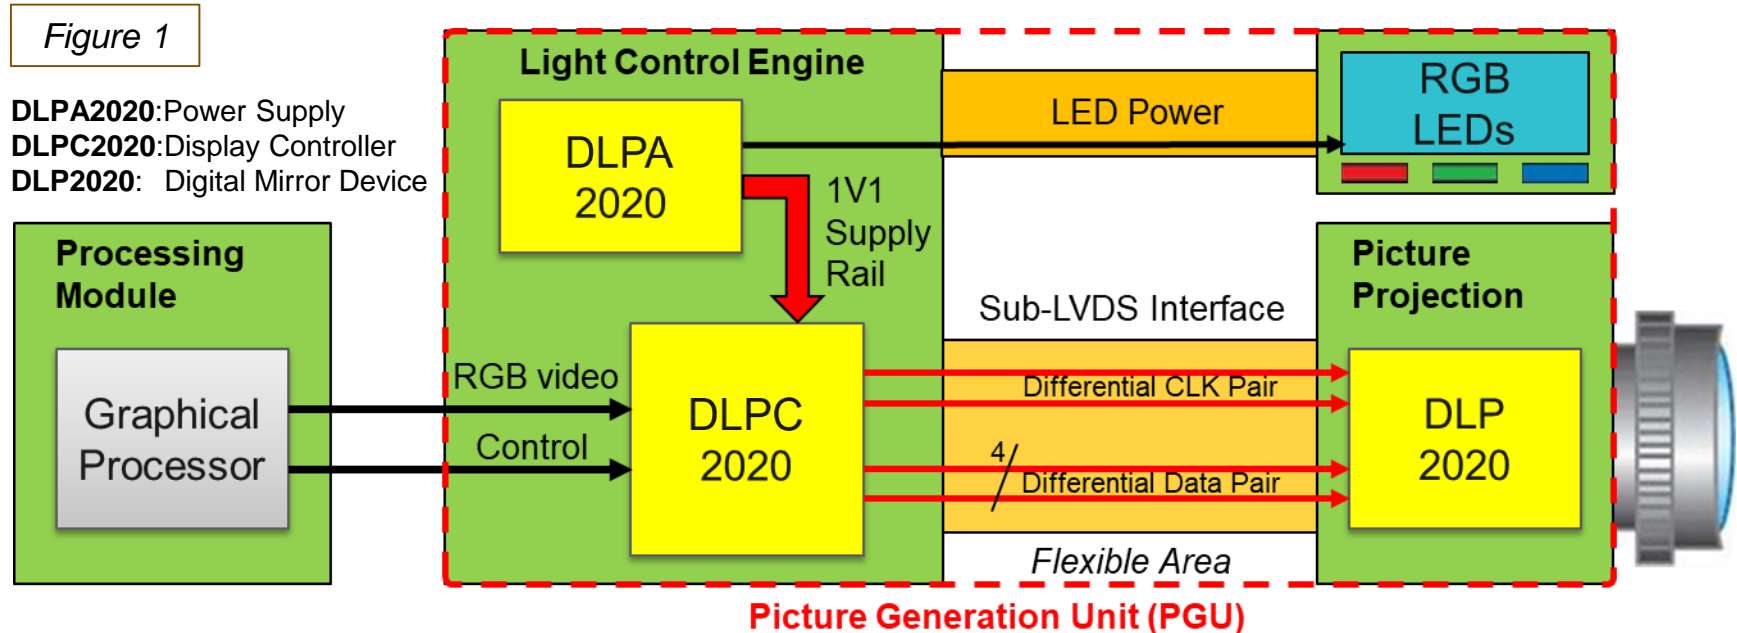 Figure 1
DLPA2020:Power Supply
DLPC2020:Display Controller
DLP2020: Digital Mirror Device
Processing
Module
Graphical
Processor
Light Control Engine
DLPA
2020
1V1
Supply
Rail
RGB video
Control
DLPC
2020
LED Power
RGB
LEDs
Sub-LVDS Interface
Differential CLK Pair
4
Differential Data Pair
Flexible Area
Picture
Projection
DLP
2020
Picture Generation Unit (PGU)